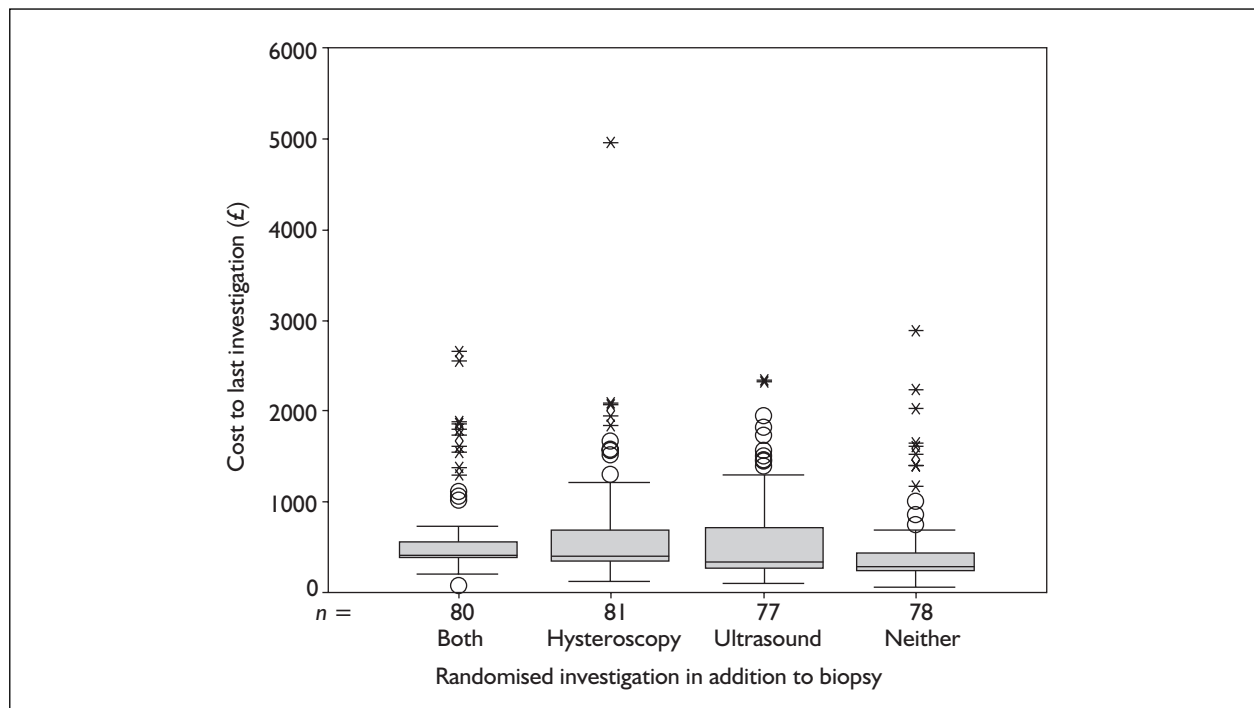 6000
5000
4000
3000
2000
1000
0
Cost to last investigation (£)
n = 80 81 77 78
Both Hysteroscopy Ultrasound Neither
Randomised investigation in addition to biopsy